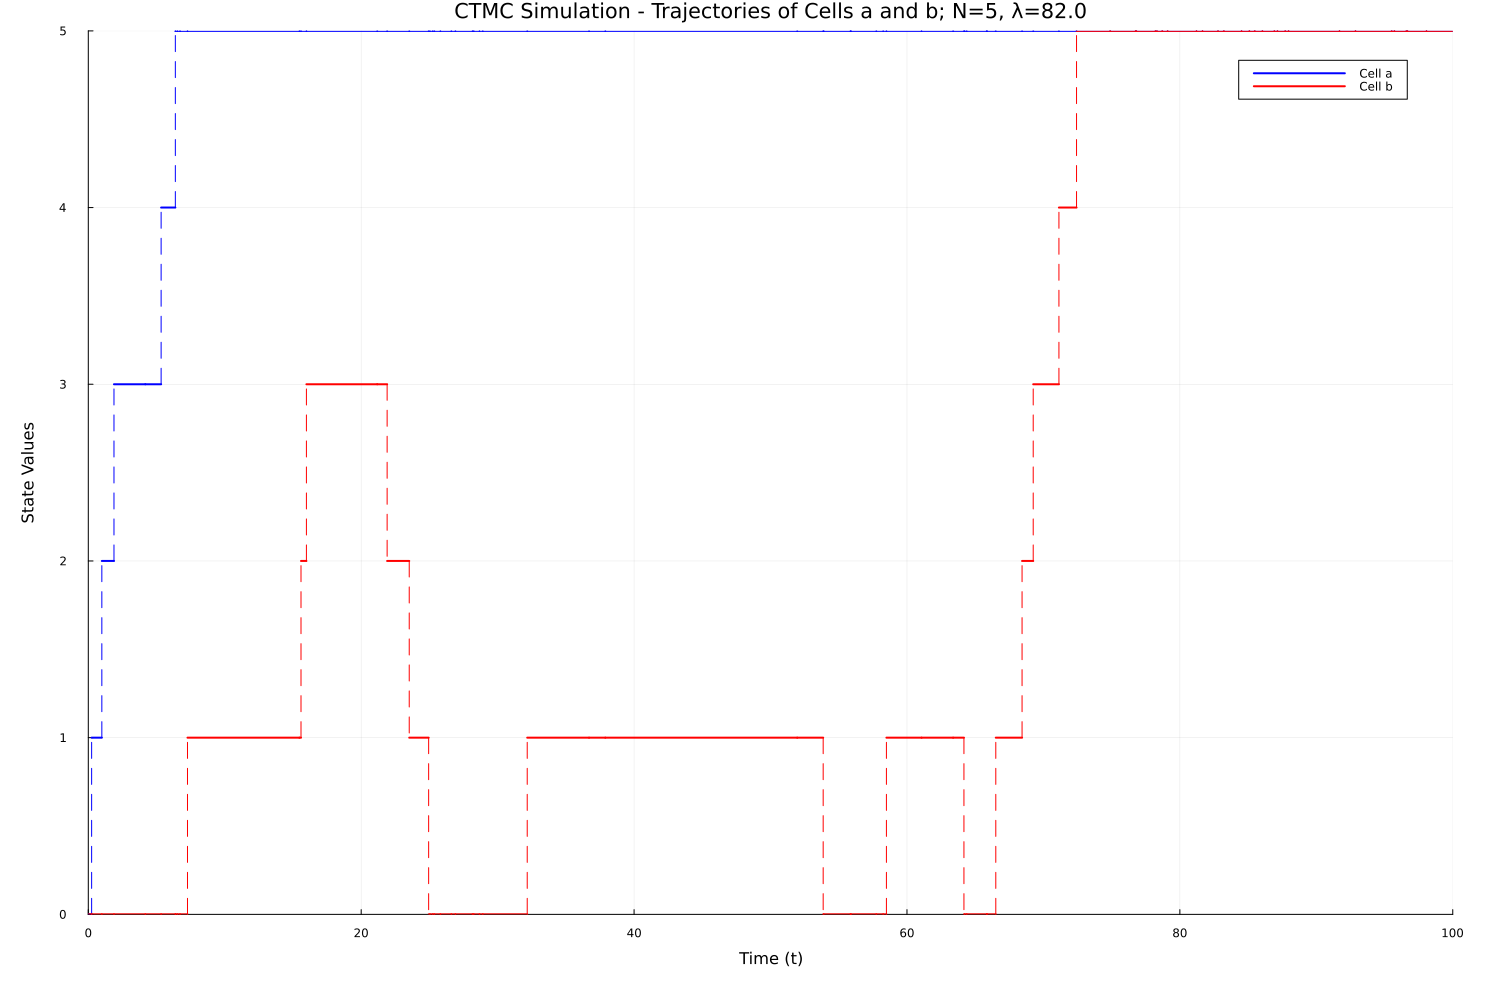 CTMC Simulation - Trajectories of Cells a and b; N=5, λ=82.0
5
Cell a
Cell b
4
3
State Values
2
1
0
0 20 40 60 80 100
Time (t)